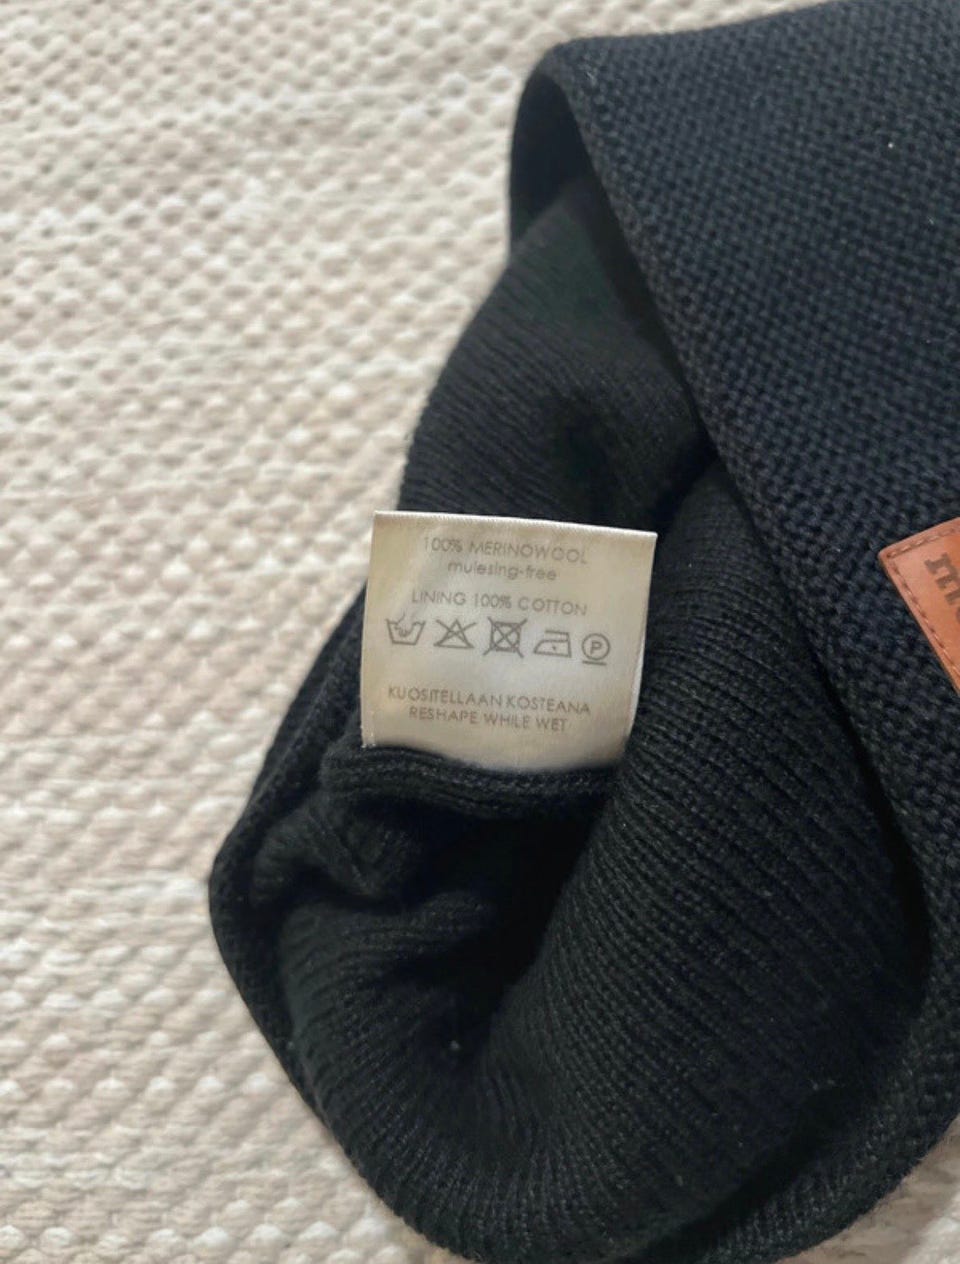 100% MERINOWOOL
mulesing-free
LINING 100% COTTON
P
KUOSITELLAAN KOSTEANA
RESHAPE WHILE WET